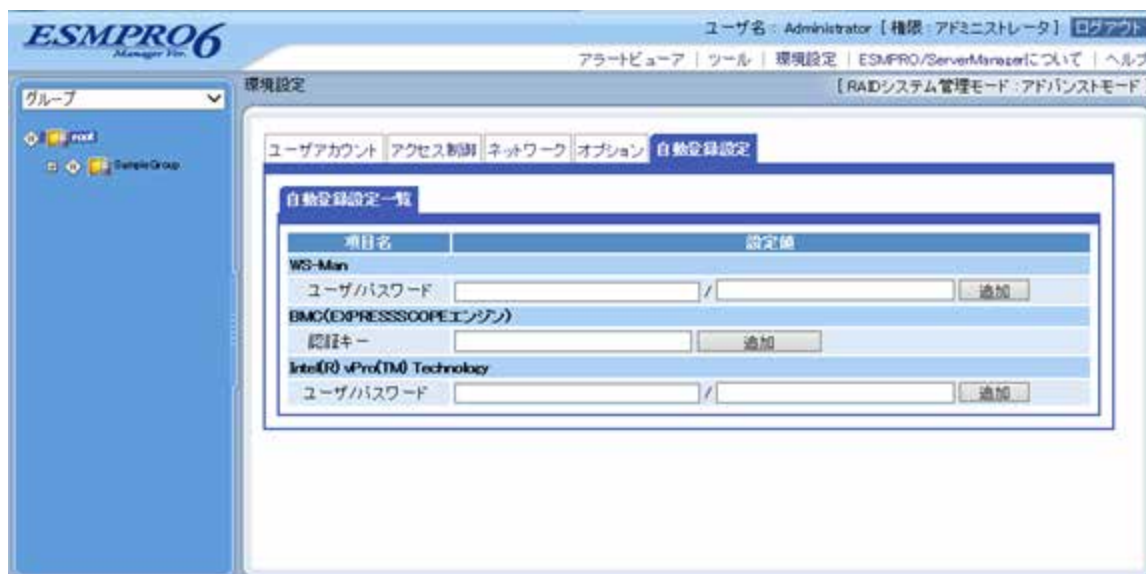 ESMPRO6
Manager Ver.
ユーザ名 : Administrator 【 権限 : アドミニストレータ 】 ログアウト
アラートビューア | ツール | 環境設定 | ESMPRO/ServerManagerについて | ヘルプ
グループ
環境設定
[ RAIDシステム管理モード : アドバンストモード
root
SampleGroup
ユーザアカウント アクセス制御 ネットワーク オプション 自動登録設定
自動登録設定一覧
項目名 設定値
WS-Man
ユーザ/パスワード / 追加
BMC(EXPRESSSCOPEエンジン)
認証キー 追加
Intel(R) vPro(TM) Technology
ユーザ/パスワード / 追加